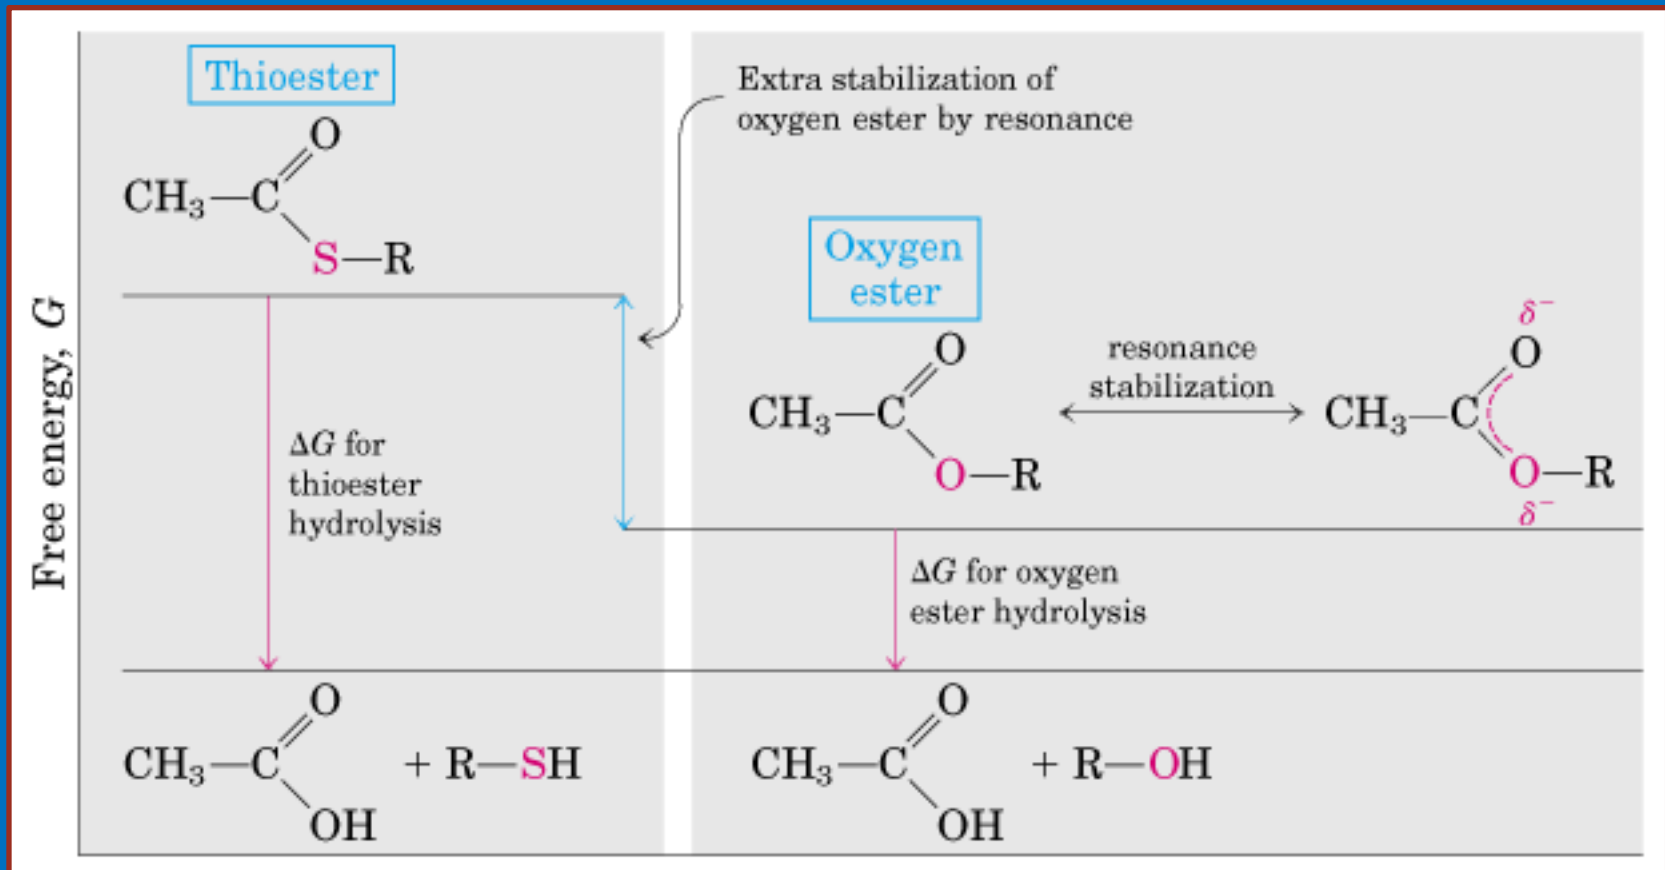 Thioester
O
CH₃—C
S—R
Extra stabilization of
oxygen ester by resonance
Free energy, G
ΔG for
thioester
hydrolysis
Oxygen
ester
O
CH₃—C
O—R
resonance
stabilization
δ⁻
O
CH₃—C
O—R
δ⁻
ΔG for oxygen
ester hydrolysis
O
CH₃—C + R—SH
OH
O
CH₃—C + R—OH
OH